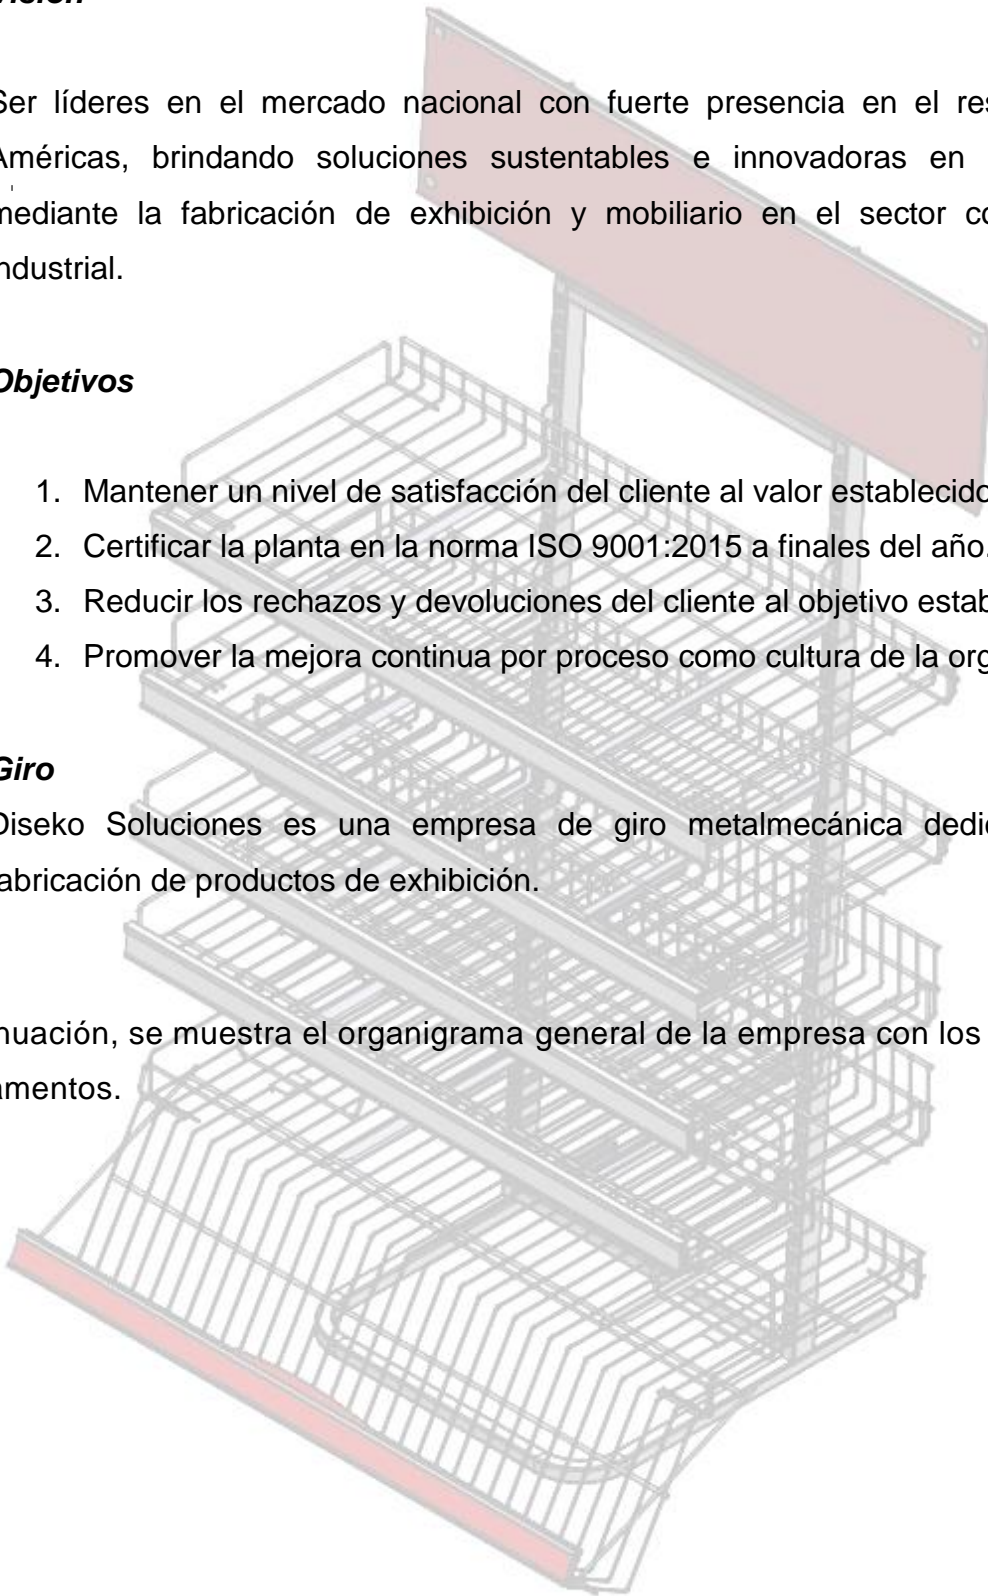 Visión
Ser líderes en el mercado nacional con fuerte presencia en el res
Américas, brindando soluciones sustentables e innovadoras en
mediante la fabricación de exhibición y mobiliario en el sector co
industrial.
Objetivos
1. Mantener un nivel de satisfacción del cliente al valor establecido
2. Certificar la planta en la norma ISO 9001:2015 a finales del año.
3. Reducir los rechazos y devoluciones del cliente al objetivo estab
4. Promover la mejora continua por proceso como cultura de la org
Giro
Diseko Soluciones es una empresa de giro metalmecánica dedic
fabricación de productos de exhibición.
nuación, se muestra el organigrama general de la empresa con los
amentos.